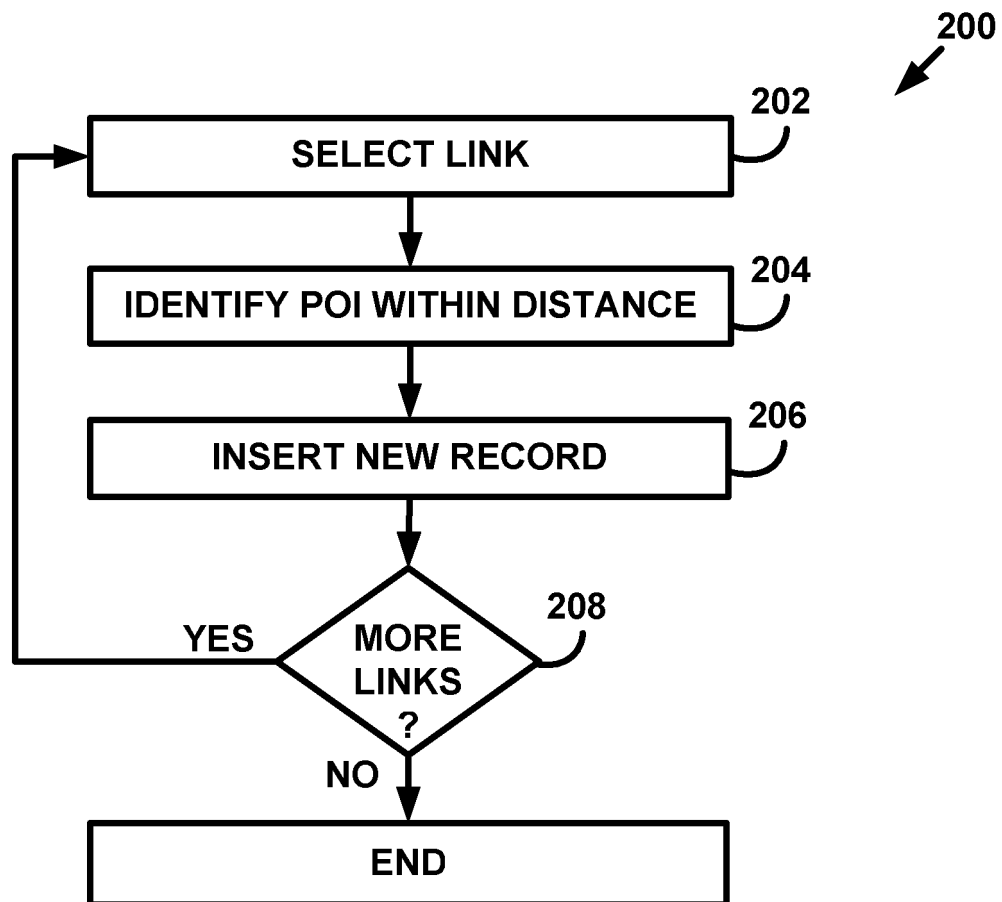 200
202
SELECT LINK
204
IDENTIFY POI WITHIN DISTANCE
206
INSERT NEW RECORD
208
YES
MORE
LINKS
?
NO
END